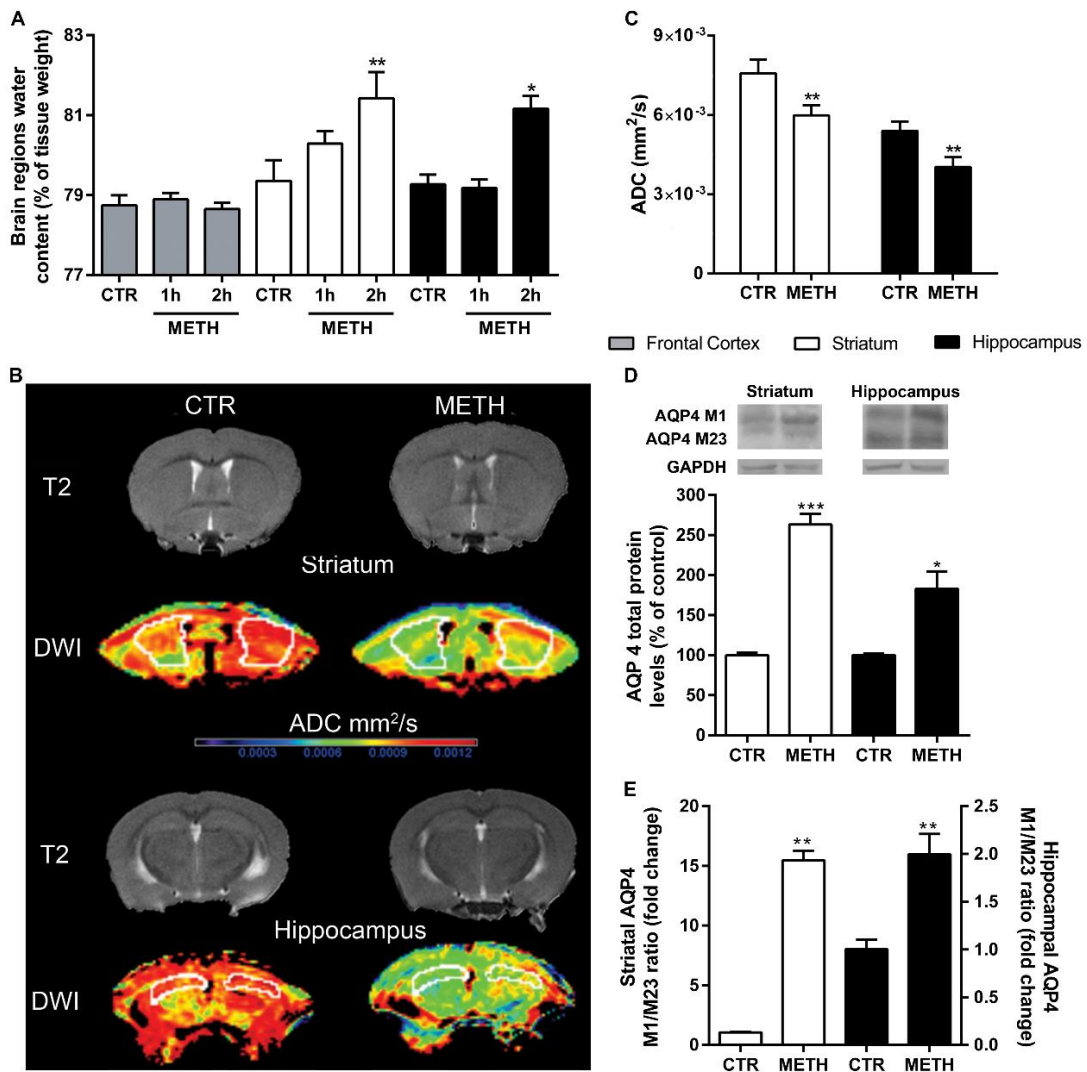 A
Brain regions water
content (% of tissue weight)
83
81
79
77
**
*
CTR 1h 2h CTR 1h 2h CTR 1h 2h
METH METH METH
C
ADC (mm²/s)
9×10⁻³
6×10⁻³
3×10⁻³
0
**
**
CTR METH CTR METH
Frontal Cortex Striatum Hippocampus
B
CTR METH
T2
Striatum
DWI
ADC mm²/s
0.0003 0.0006 0.0009 0.0012
T2
Hippocampus
DWI
D
Striatum Hippocampus
AQP4 M1
AQP4 M23
GAPDH
AQP 4 total protein
levels (% of control)
300
250
200
150
100
50
0
***
*
CTR METH CTR METH
E
Striatal AQP4
M1/M23 ratio (fold change)
20
15
10
5
0
**
**
2.5
2.0
1.5
1.0
0.5
0.0
Hippocampal AQP4
M1/M23 ratio (fold change)
CTR METH CTR METH